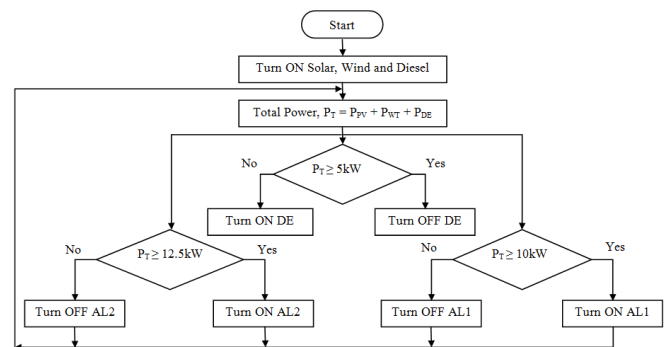 Start
Turn ON Solar, Wind and Diesel
Total Power, PT = PPV + PWT + PDE
No
PT ≥ 5kW
Yes
Turn ON DE
Turn OFF DE
No
PT ≥ 12.5kW
Yes
No
PT ≥ 10kW
Yes
Turn OFF AL2
Turn ON AL2
Turn OFF AL1
Turn ON AL1